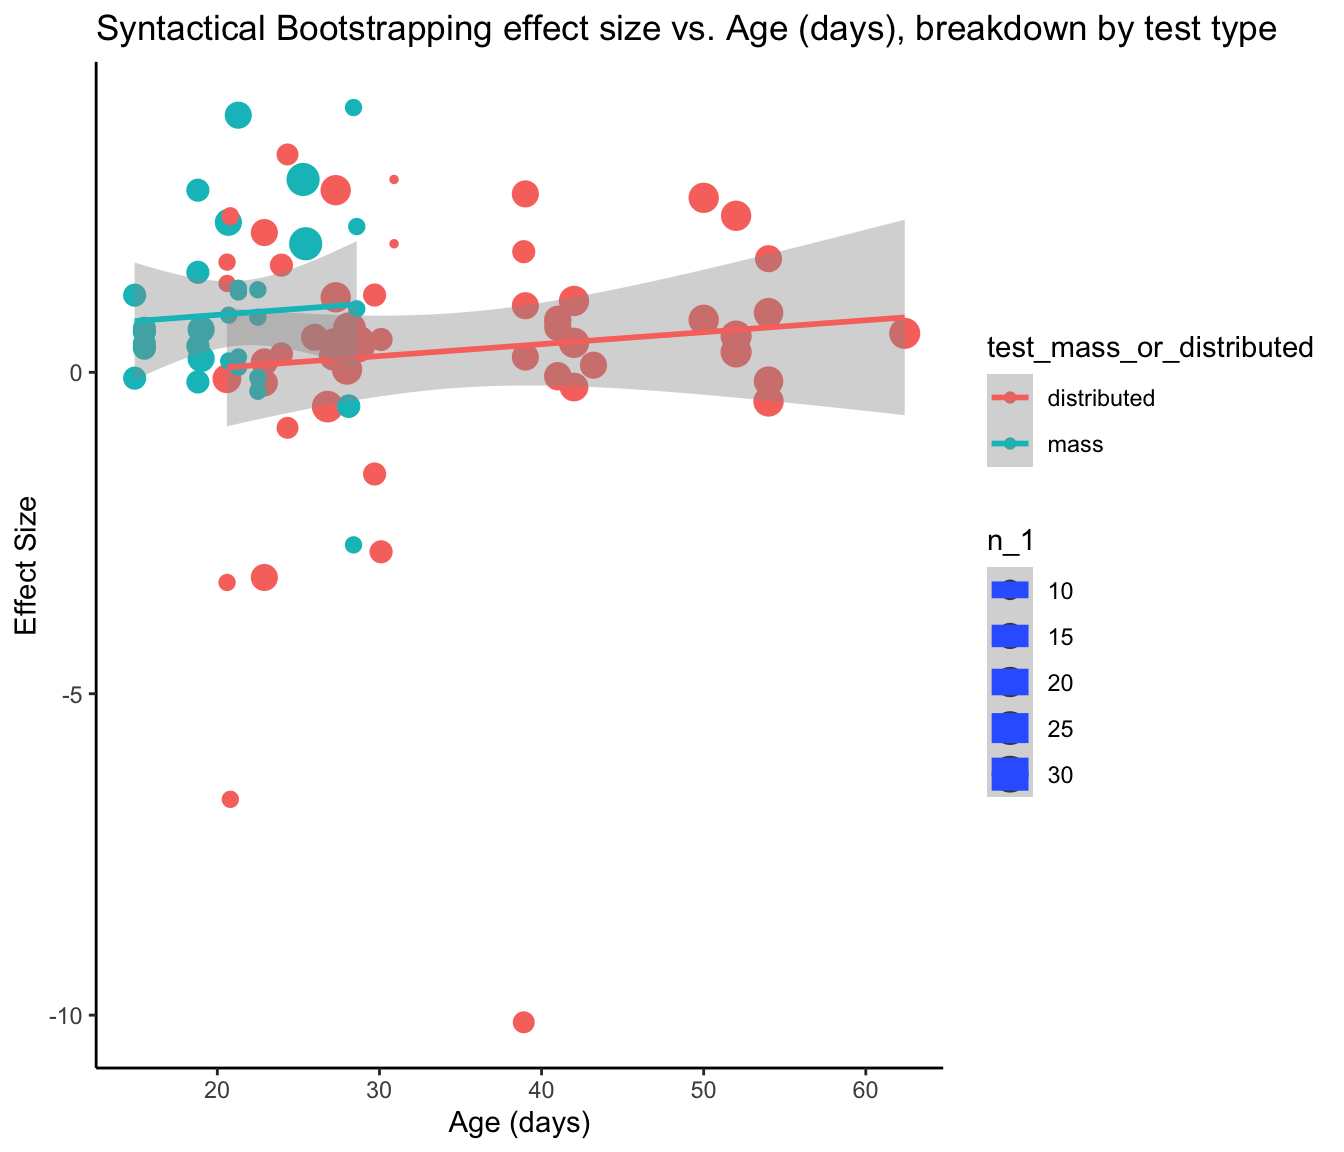 Syntactical Bootstrapping effect size vs. Age (days), breakdown by test type
0
-5
-10
Effect Size
20 30 40 50 60
Age (days)
test_mass_or_distributed
distributed
mass
n_1
10
15
20
25
30